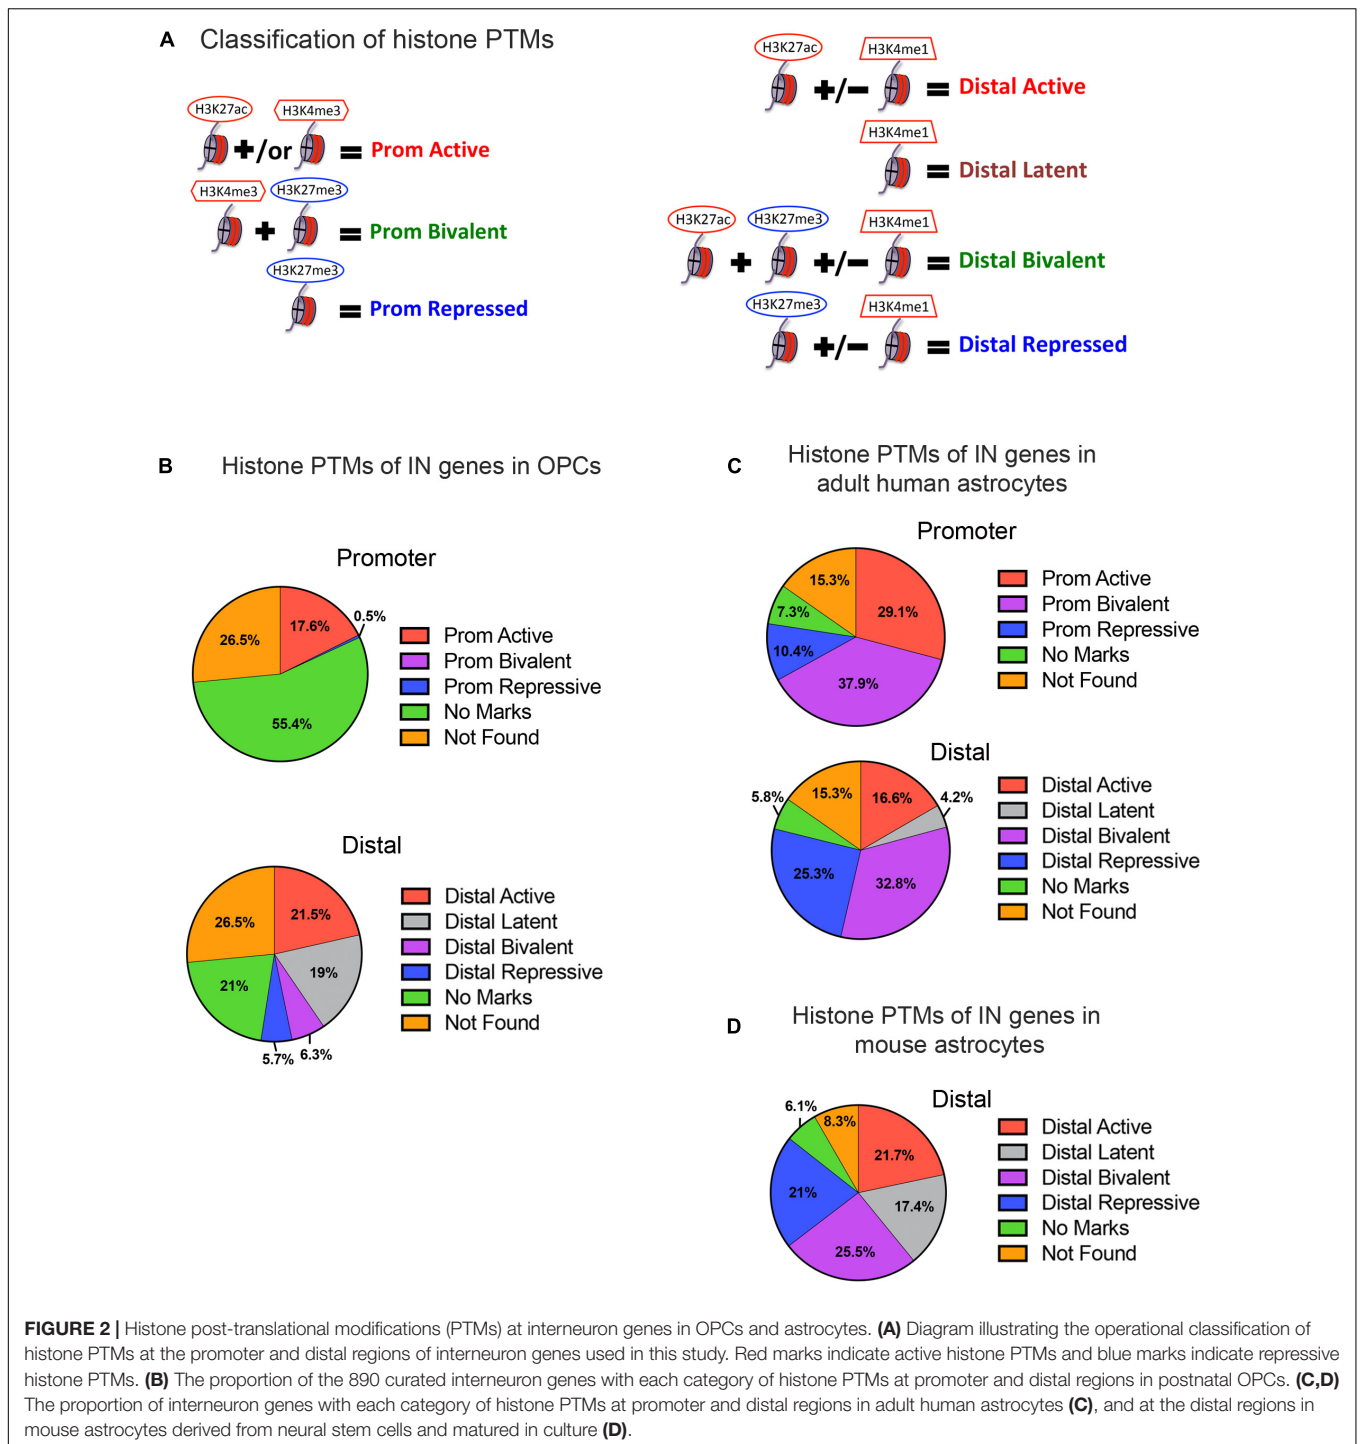 A Classification of histone PTMs
H3K27ac H3K4me3
+/or = Prom Active
H3K4me3 H3K27me3
+ = Prom Bivalent
H3K27me3
= Prom Repressed
H3K27ac H3K4me1
+/− = Distal Active
H3K4me1
= Distal Latent
H3K27ac H3K27me3 H3K4me1
+ +/− = Distal Bivalent
H3K27me3 H3K4me1
+/− = Distal Repressed
B Histone PTMs of IN genes in OPCs
Promoter
17.6%
0.5%
55.4%
26.5%
Prom Active
Prom Bivalent
Prom Repressive
No Marks
Not Found
Distal
21.5%
19%
6.3%
5.7%
21%
26.5%
Distal Active
Distal Latent
Distal Bivalent
Distal Repressive
No Marks
Not Found
C Histone PTMs of IN genes in
adult human astrocytes
Promoter
29.1%
37.9%
10.4%
7.3%
15.3%
Prom Active
Prom Bivalent
Prom Repressive
No Marks
Not Found
Distal
16.6%
4.2%
32.8%
25.3%
5.8%
15.3%
Distal Active
Distal Latent
Distal Bivalent
Distal Repressive
No Marks
Not Found
D Histone PTMs of IN genes in
mouse astrocytes
Distal
21.7%
17.4%
25.5%
21%
6.1%
8.3%
Distal Active
Distal Latent
Distal Bivalent
Distal Repressive
No Marks
Not Found
FIGURE 2 | Histone post-translational modifications (PTMs) at interneuron genes in OPCs and astrocytes. (A) Diagram illustrating the operational classification of
histone PTMs at the promoter and distal regions of interneuron genes used in this study. Red marks indicate active histone PTMs and blue marks indicate repressive
histone PTMs. (B) The proportion of the 890 curated interneuron genes with each category of histone PTMs at promoter and distal regions in postnatal OPCs. (C,D)
The proportion of interneuron genes with each category of histone PTMs at promoter and distal regions in adult human astrocytes (C), and at the distal regions in
mouse astrocytes derived from neural stem cells and matured in culture (D).